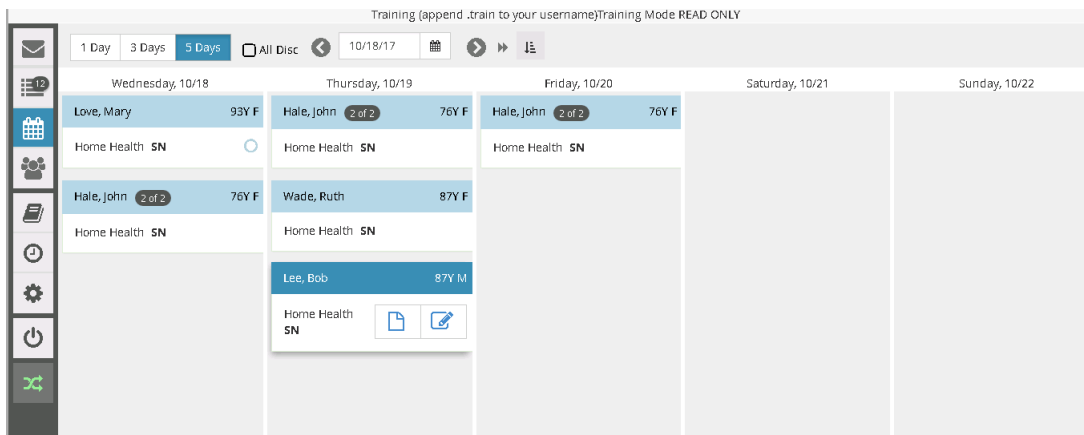 Training (append .train to your username)Training Mode READ ONLY
1 Day 3 Days 5 Days All Disc 10/18/17
12
Wednesday, 10/18 Thursday, 10/19 Friday, 10/20 Saturday, 10/21 Sunday, 10/22
Love, Mary 93Y F
Home Health SN
Hale, John 2 of 2 76Y F
Home Health SN
Hale, John 2 of 2 76Y F
Home Health SN
Wade, Ruth 87Y F
Home Health SN
Lee, Bob 87Y M
Home Health
SN
Hale, John 2 of 2 76Y F
Home Health SN